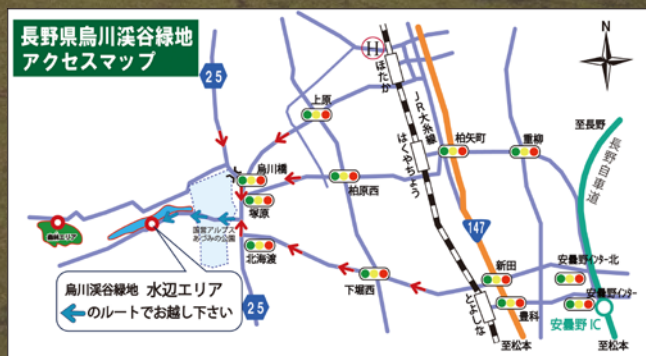 長野県烏川渓谷緑地
アクセスマップ
25
H
ほたか
N
上原
JR大糸線
柏矢町
重柳
至長野
長野自動車道
烏川橋
はくやちょう
塚原
柏原西
森林エリア
国営アルプス
あづみの公園
147
北海渡
新田
安曇野インター北
下堀西
烏川渓谷緑地 水辺エリア
のルートでお越し下さい
とよしな
豊科
安曇野インター
安曇野IC
25
至松本
至松本